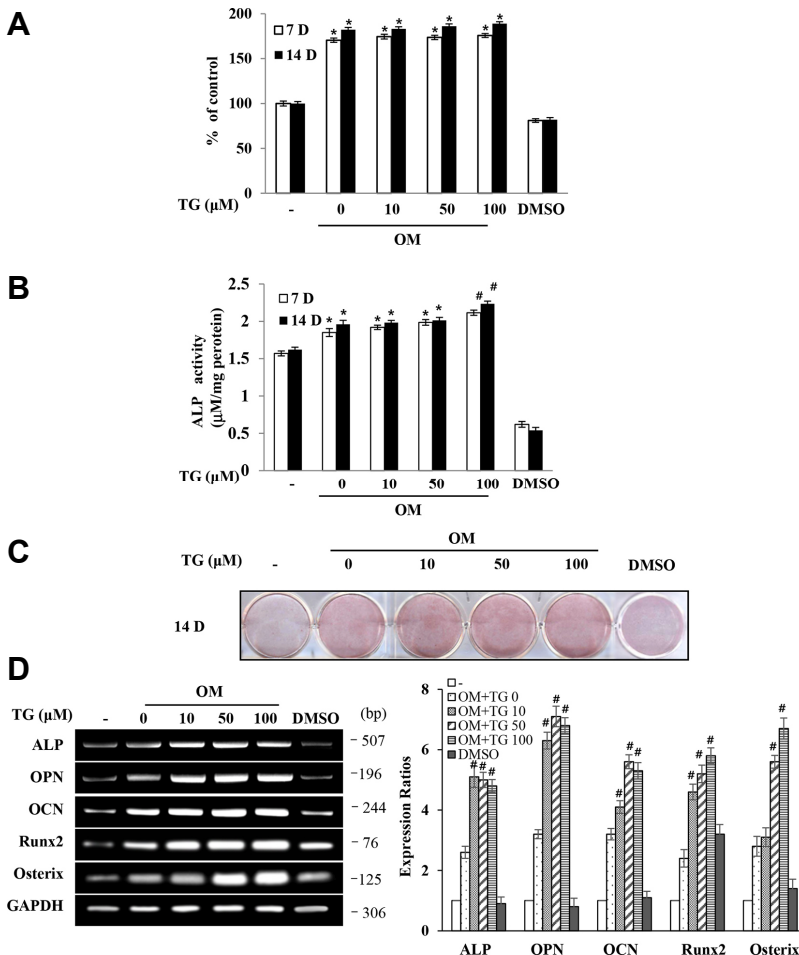 A
200
150
100
50
0
% of control
7 D
14 D
* * * * * * * *
TG (µM)
- 0 10 50 100 DMSO
OM
B
2.5
2
1.5
1
0.5
0
ALP activity
(µM/mg perotein)
7 D
14 D
* * * * * * # #
TG (µM)
- 0 10 50 100 DMSO
OM
C
OM
TG (µM) - 0 10 50 100 DMSO
14 D
D
OM
TG (µM) - 0 10 50 100 DMSO (bp)
ALP - 507
OPN - 196
OCN - 244
Runx2 - 76
Osterix - 125
GAPDH - 306
8
6
4
2
0
Expression Ratios
-
OM+TG 0
OM+TG 10
OM+TG 50
OM+TG 100
DMSO
# # # # # # # # # # # # # #
ALP OPN OCN Runx2 Osterix